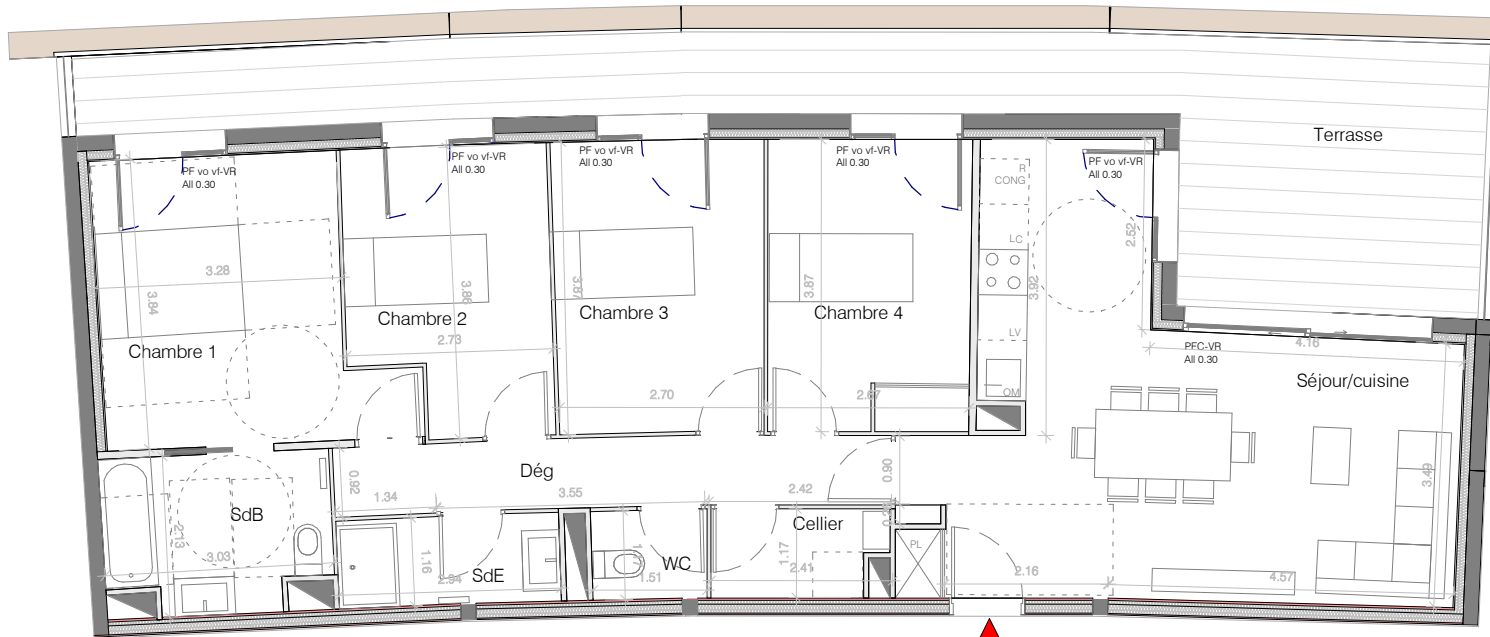 Terrasse
PF vo vf-VR
All 0.30
PF vo vf-VR
All 0.30
PF vo vf-VR
All 0.30
PF vo vf-VR
All 0.30
PF vo vf-VR
All 0.30
R
CONG
LC
LV
OM
3.28
3.84
3.86
3.87
3.87
3.92
2.52
Chambre 1
Chambre 2
Chambre 3
Chambre 4
2.73
2.70
2.67
PFC-VR
All 0.30
4.16
Séjour/cuisine
3.49
Dég
0.92
1.34
3.55
2.42
0.90
SdB
2.13
3.03
SdE
1.16
2.94
WC
1.51
Cellier
1.17
2.41
PL
2.16
4.57